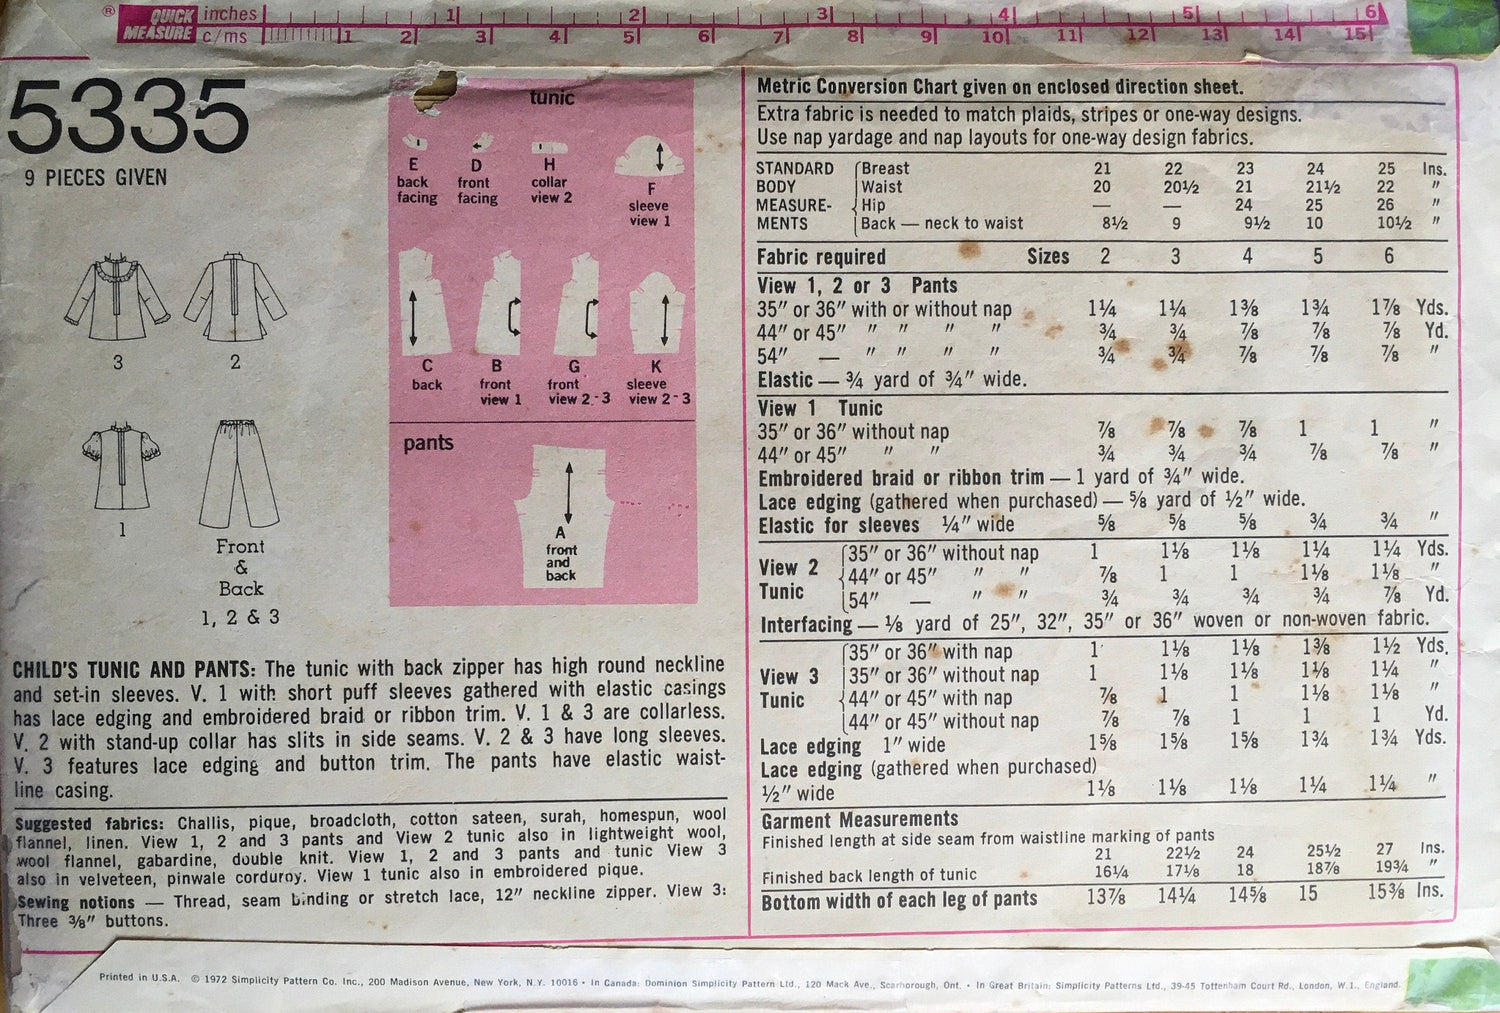 ® QUICK MEASURE inches 1 2 3 4 5 6
c/ms 1 2 3 4 5 6 7 8 9 10 11 12 13 14 15
5335
9 PIECES GIVEN
3 2
1
Front
&
Back
1, 2 & 3
tunic
E back facing
D front facing
H collar view 2
F sleeve view 1
C back
B front view 1
G front view 2-3
K sleeve view 2-3
pants
A front and back
CHILD'S TUNIC AND PANTS: The tunic with back zipper has high round neckline
and set-in sleeves. V. 1 with short puff sleeves gathered with elastic casings
has lace edging and embroidered braid or ribbon trim. V. 1 & 3 are collarless.
V. 2 with stand-up collar has slits in side seams. V. 2 & 3 have long sleeves.
V. 3 features lace edging and button trim. The pants have elastic waist-
line casing.
Suggested fabrics: Challis, pique, broadcloth, cotton sateen, surah, homespun, wool
flannel, linen. View 1, 2 and 3 pants and View 2 tunic also in lightweight wool,
wool flannel, gabardine, double knit. View 1, 2 and 3 pants and tunic View 3
also in velveteen, pinwale corduroy. View 1 tunic also in embroidered pique.
Sewing notions — Thread, seam binding or stretch lace, 12" neckline zipper. View 3:
Three ⅜" buttons.
Metric Conversion Chart given on enclosed direction sheet.
Extra fabric is needed to match plaids, stripes or one-way designs.
Use nap yardage and nap layouts for one-way design fabrics.
STANDARD Breast 21 22 23 24 25 Ins.
BODY Waist 20 20½ 21 21½ 22 "
MEASURE- Hip — — 24 25 26 "
MENTS Back — neck to waist 8½ 9 9½ 10 10½ "
Fabric required Sizes 2 3 4 5 6
View 1, 2 or 3 Pants
35" or 36" with or without nap 1¼ 1¼ 1⅜ 1¾ 1⅞ Yds.
44" or 45" " " " " ¾ ¾ ⅞ ⅞ ⅞ Yd.
54" — " " " " ¾ ¾ ⅞ ⅞ ⅞ "
Elastic — ¾ yard of ¾" wide.
View 1 Tunic
35" or 36" without nap ⅞ ⅞ ⅞ 1 1 "
44" or 45" " " ¾ ¾ ¾ ⅞ ⅞ "
Embroidered braid or ribbon trim — 1 yard of ¾" wide.
Lace edging (gathered when purchased) — ⅝ yard of ½" wide.
Elastic for sleeves ¼" wide ⅝ ⅝ ⅝ ¾ ¾ "
View 2 Tunic
35" or 36" without nap 1 1⅛ 1⅛ 1¼ 1¼ Yds.
44" or 45" " " ⅞ 1 1 1⅛ 1⅛ "
54" — " " ¾ ¾ ¾ ¾ ⅞ Yd.
Interfacing — ⅛ yard of 25", 32", 35" or 36" woven or non-woven fabric.
View 3 Tunic
35" or 36" with nap 1 1⅛ 1⅛ 1⅜ 1½ Yds.
35" or 36" without nap 1 1⅛ 1⅛ 1⅛ 1¼ "
44" or 45" with nap ⅞ 1 1 1⅛ 1⅛ "
44" or 45" without nap ⅞ ⅞ 1 1 1 Yd.
Lace edging 1" wide 1⅝ 1⅝ 1⅝ 1¾ 1¾ Yds.
Lace edging (gathered when purchased)
½" wide 1⅛ 1⅛ 1⅛ 1¼ 1¼ "
Garment Measurements
Finished length at side seam from waistline marking of pants
21 22½ 24 25½ 27 Ins.
Finished back length of tunic 16¼ 17⅛ 18 18⅞ 19¾ "
Bottom width of each leg of pants 13⅞ 14¼ 14⅝ 15 15⅜ Ins.
Printed in U.S.A. © 1972 Simplicity Pattern Co. Inc., 200 Madison Avenue, New York, N.Y. 10016 • In Canada: Dominion Simplicity Pattern Ltd., 120 Mack Ave., Scarborough, Ont. • In Great Britain: Simplicity Patterns Ltd., 39-45 Tottenham Court Rd., London, W.1., England.